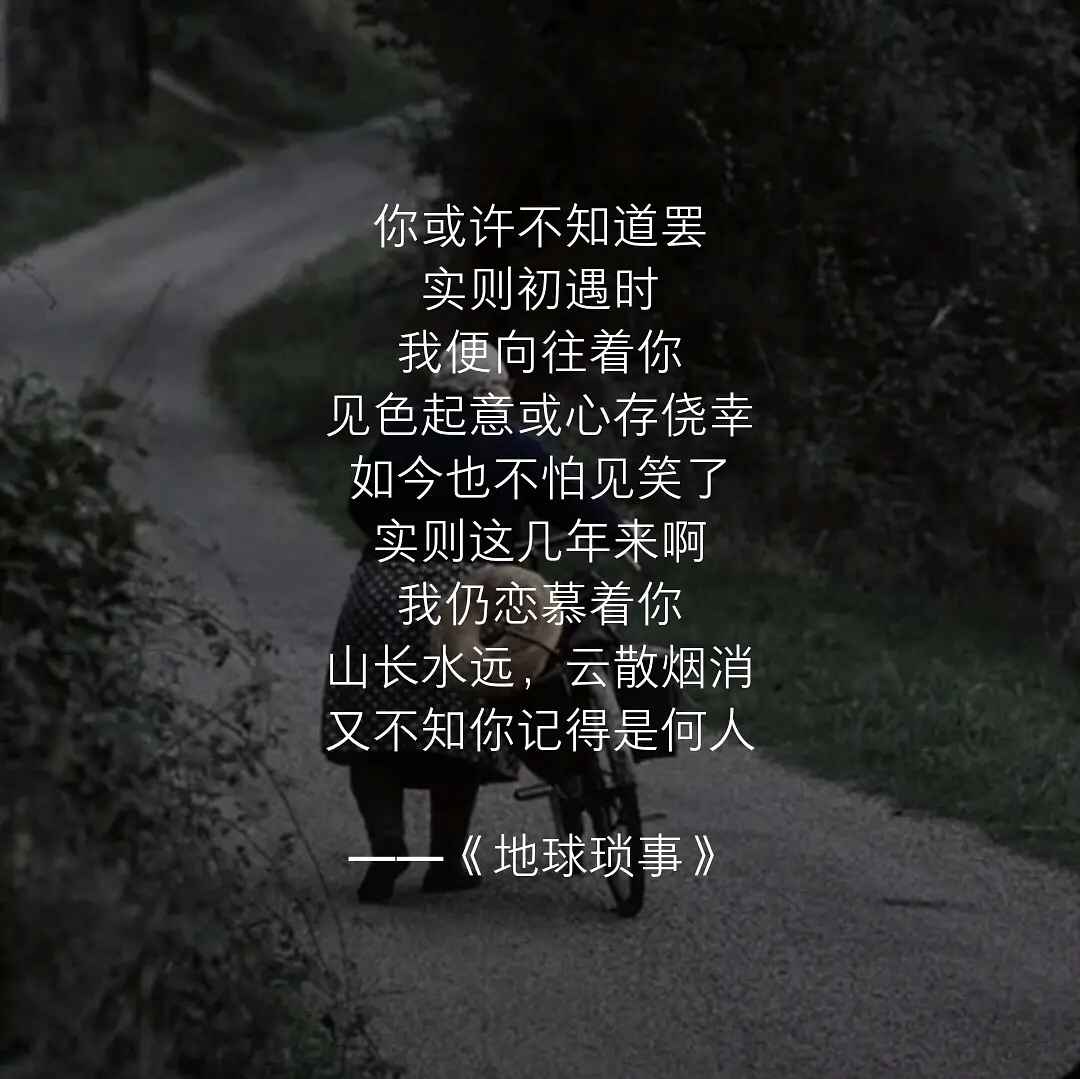 你或许不知道罢
实则初遇时
我便向往着你
见色起意或心存侥幸
如今也不怕见笑了
实则这几年来啊
我仍恋慕着你
山长水远，云散烟消
又不知你记得是何人
——《地球琐事》